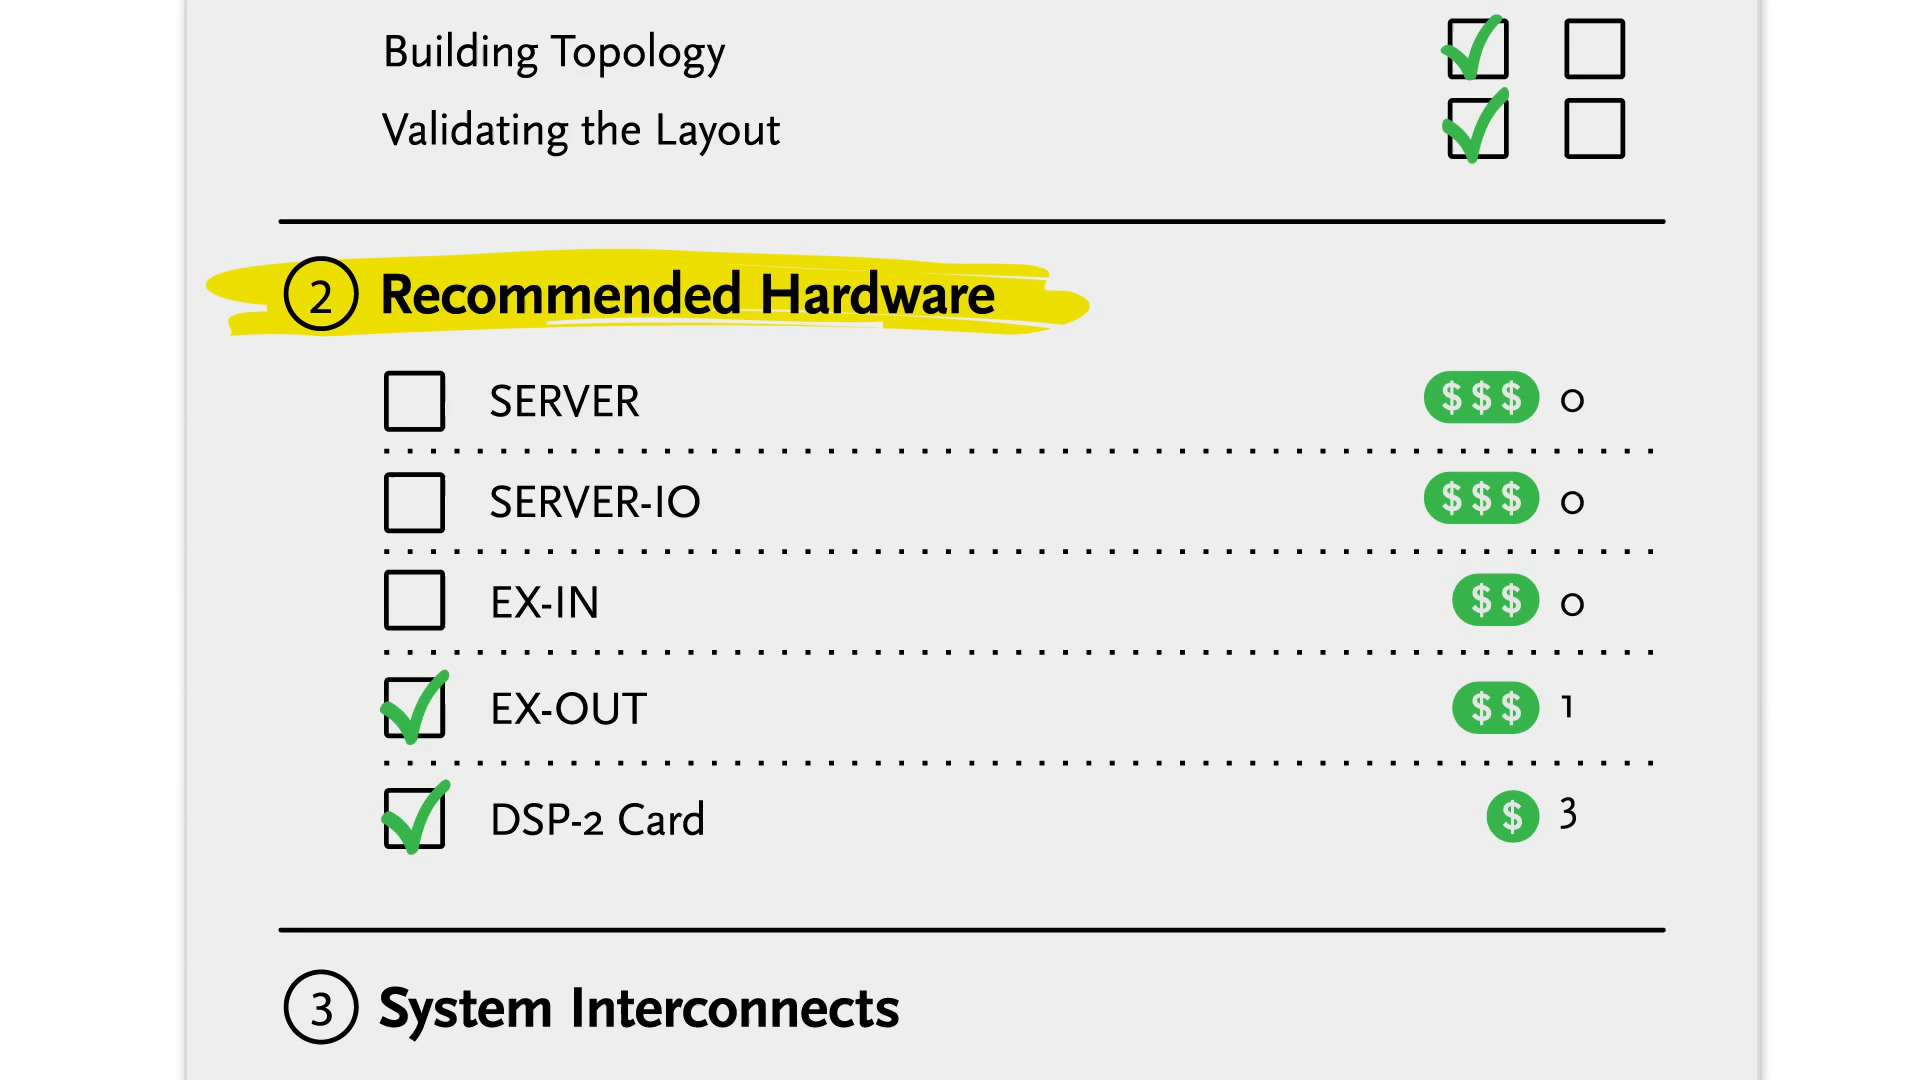 Building Topology
Validating the Layout
2 Recommended Hardware
SERVER $$$ 0
SERVER-IO $$$ 0
EX-IN $$ 0
EX-OUT $$ 1
DSP-2 Card $ 3
3 System Interconnects